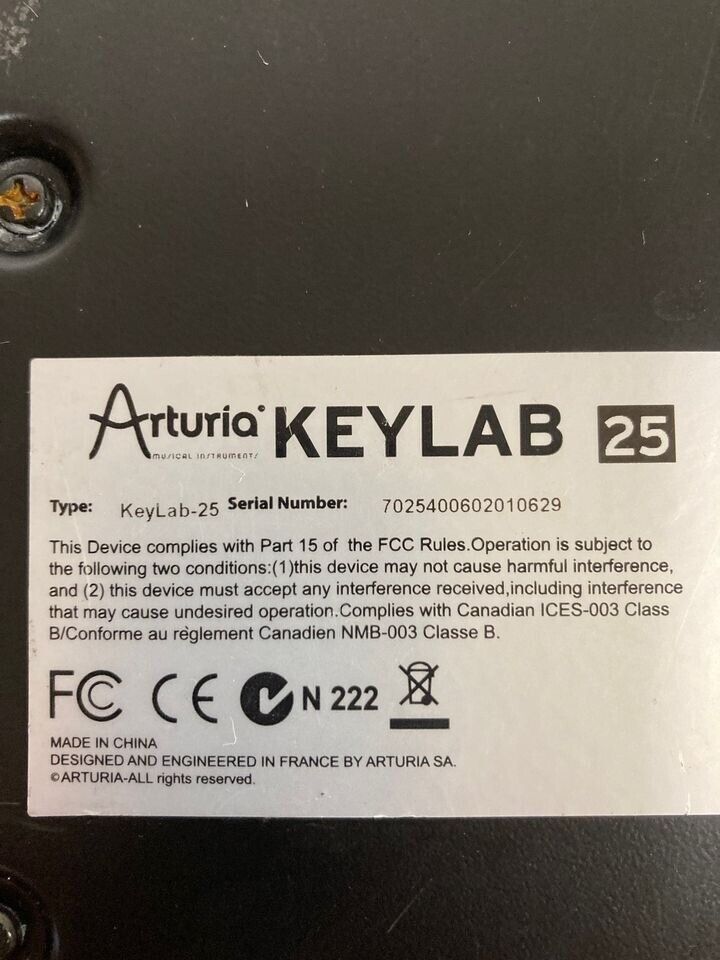 Arturia® KEYLAB 25
MUSICAL INSTRUMENTS
Type: KeyLab-25 Serial Number: 7025400602010629
This Device complies with Part 15 of the FCC Rules.Operation is subject to
the following two conditions:(1)this device may not cause harmful interference,
and (2) this device must accept any interference received,including interference
that may cause undesired operation.Complies with Canadian ICES-003 Class
B/Conforme au règlement Canadien NMB-003 Classe B.
FC CE N 222
MADE IN CHINA
DESIGNED AND ENGINEERED IN FRANCE BY ARTURIA SA.
©ARTURIA-ALL rights reserved.